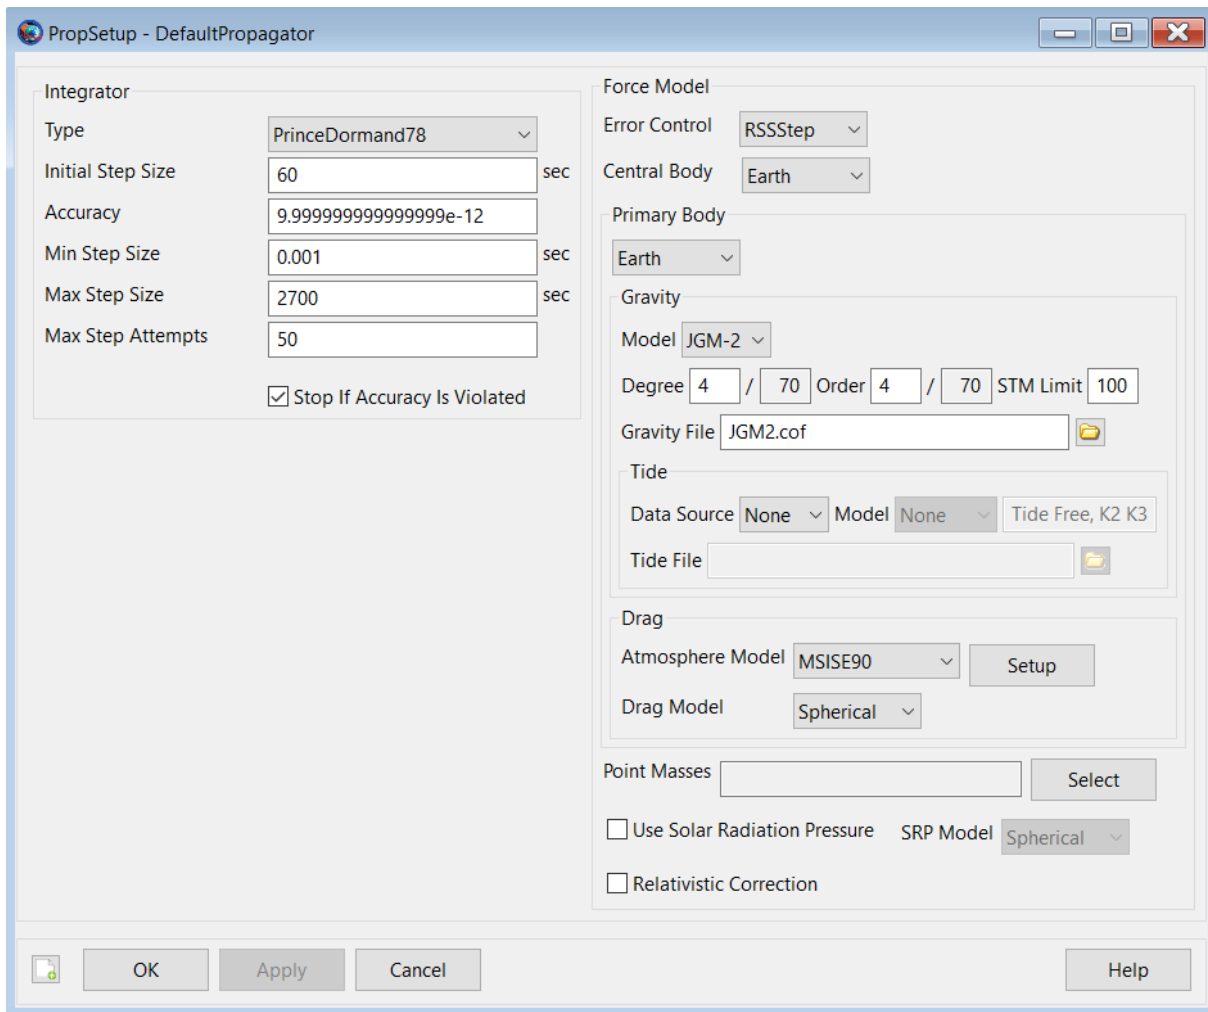 PropSetup - DefaultPropagator
Integrator
Type PrinceDormand78
Initial Step Size 60 sec
Accuracy 9.999999999999999e-12
Min Step Size 0.001 sec
Max Step Size 2700 sec
Max Step Attempts 50
Stop If Accuracy Is Violated
Force Model
Error Control RSSStep
Central Body Earth
Primary Body
Earth
Gravity
Model JGM-2
Degree 4 / 70 Order 4 / 70 STM Limit 100
Gravity File JGM2.cof
Tide
Data Source None Model None Tide Free, K2 K3
Tide File
Drag
Atmosphere Model MSISE90 Setup
Drag Model Spherical
Point Masses Select
Use Solar Radiation Pressure SRP Model Spherical
Relativistic Correction
OK Apply Cancel Help